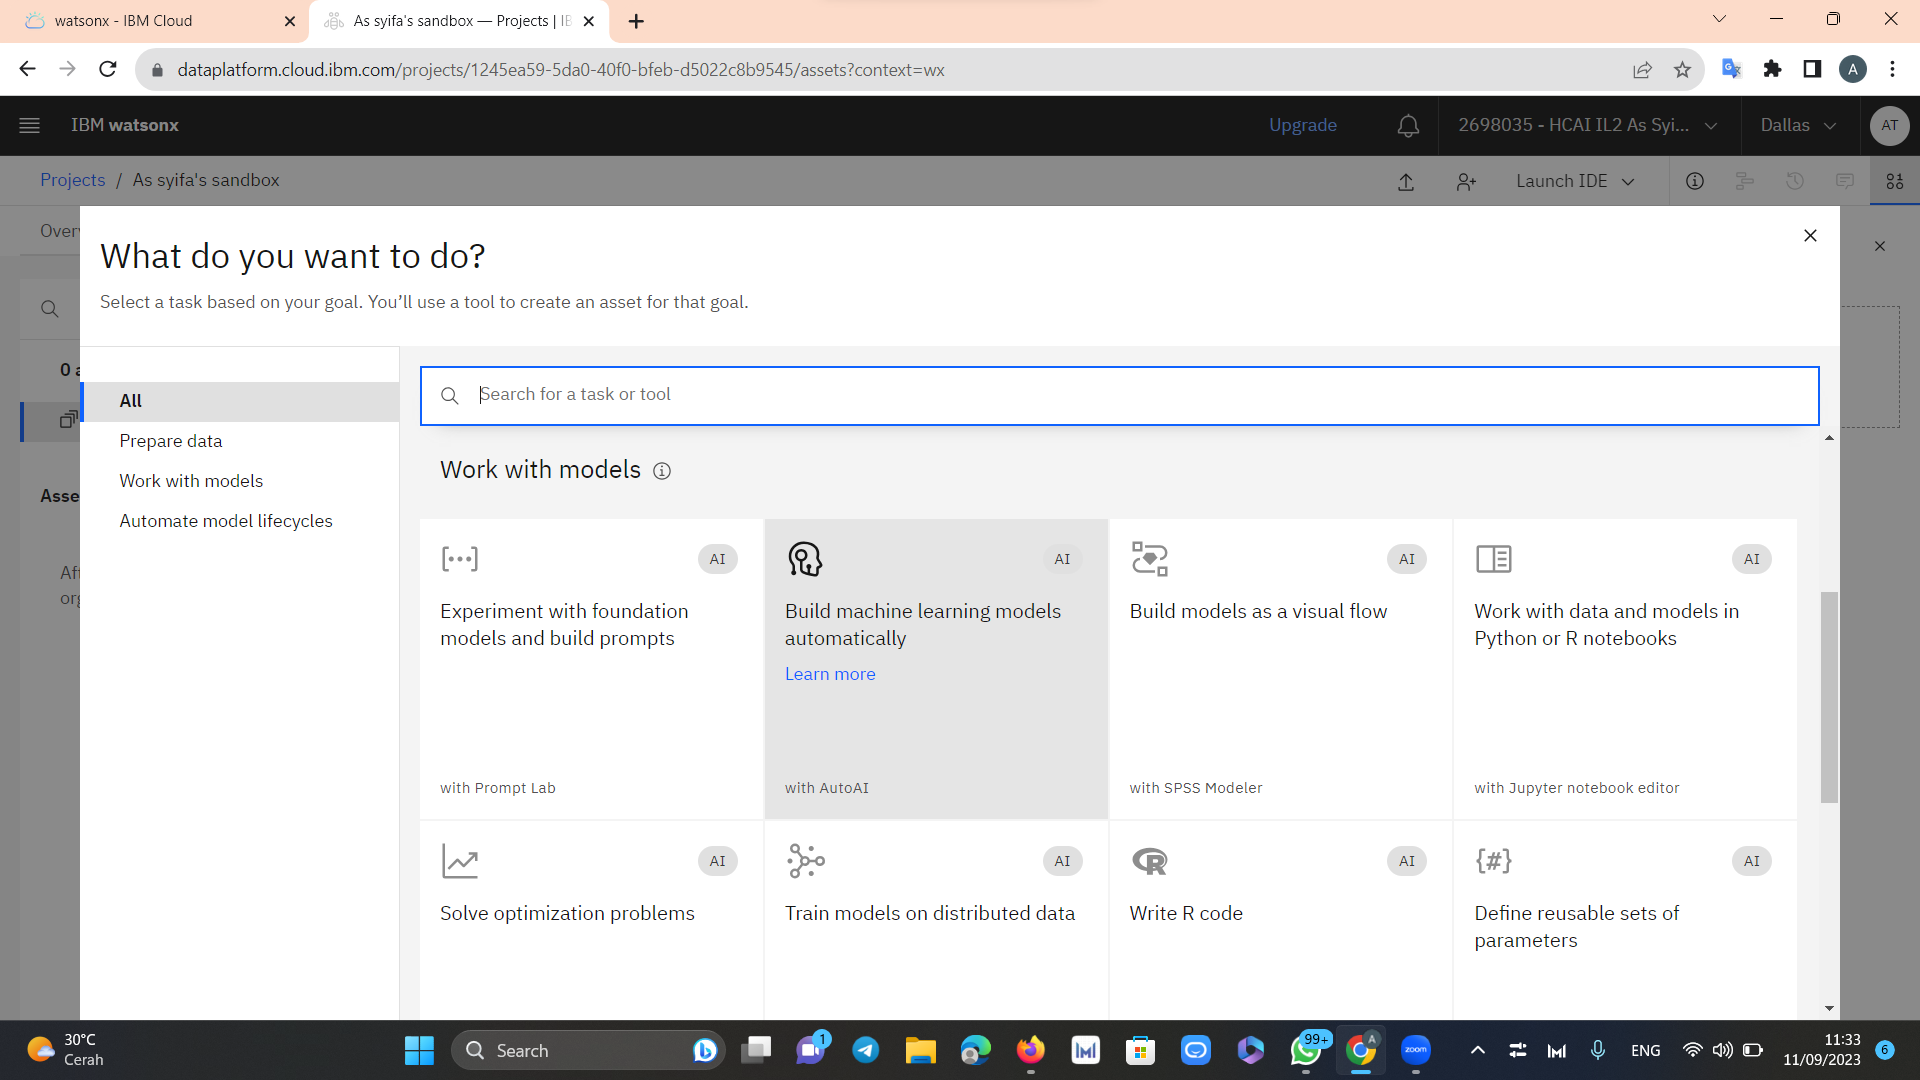 watsonx - IBM Cloud
As syifa's sandbox — Projects | IB
dataplatform.cloud.ibm.com/projects/1245ea59-5da0-40f0-bfeb-d5022c8b9545/assets?context=wx
A
IBM watsonx
Upgrade
2698035 - HCAI IL2 As Syi...
Dallas
AT
Projects / As syifa's sandbox
Launch IDE
Over
What do you want to do?
Select a task based on your goal. You’ll use a tool to create an asset for that goal.
0 a
Asse
Aft
org
All
Prepare data
Work with models
Automate model lifecycles
Search for a task or tool
Work with models
AI
Experiment with foundation
models and build prompts
with Prompt Lab
AI
Build machine learning models
automatically
Learn more
with AutoAI
AI
Build models as a visual flow
with SPSS Modeler
AI
Work with data and models in
Python or R notebooks
with Jupyter notebook editor
AI
Solve optimization problems
AI
Train models on distributed data
AI
Write R code
AI
{#}
Define reusable sets of
parameters
30°C
Cerah
Search
1
99+
A
zoom
ENG
11:33
11/09/2023
6